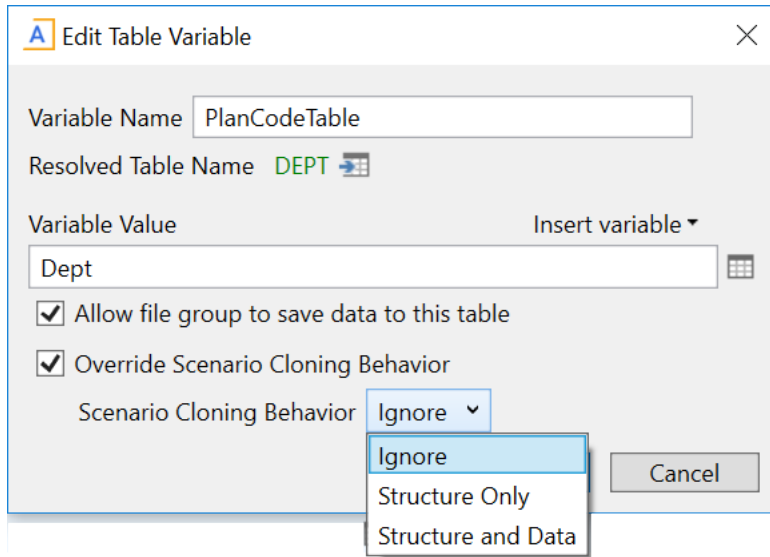 A Edit Table Variable
Variable Name PlanCodeTable
Resolved Table Name DEPT
Variable Value Insert variable
Dept
Allow file group to save data to this table
Override Scenario Cloning Behavior
Scenario Cloning Behavior Ignore
Ignore
Cancel
Structure Only
Structure and Data